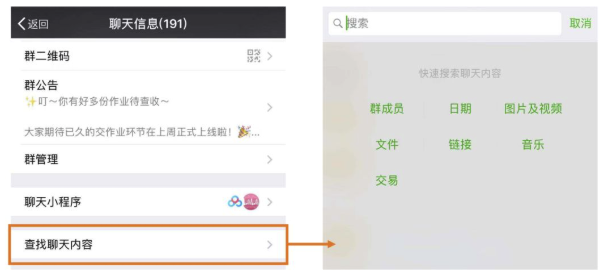 返回 聊天信息(191)
群二维码
群公告
✨叮～你有好多份作业待查收～
大家期待已久的交作业环节在上周正式上线啦！🎉...
群管理
聊天小程序
查找聊天内容
搜索 取消
快速搜索聊天内容
群成员 日期 图片及视频
文件 链接 音乐
交易